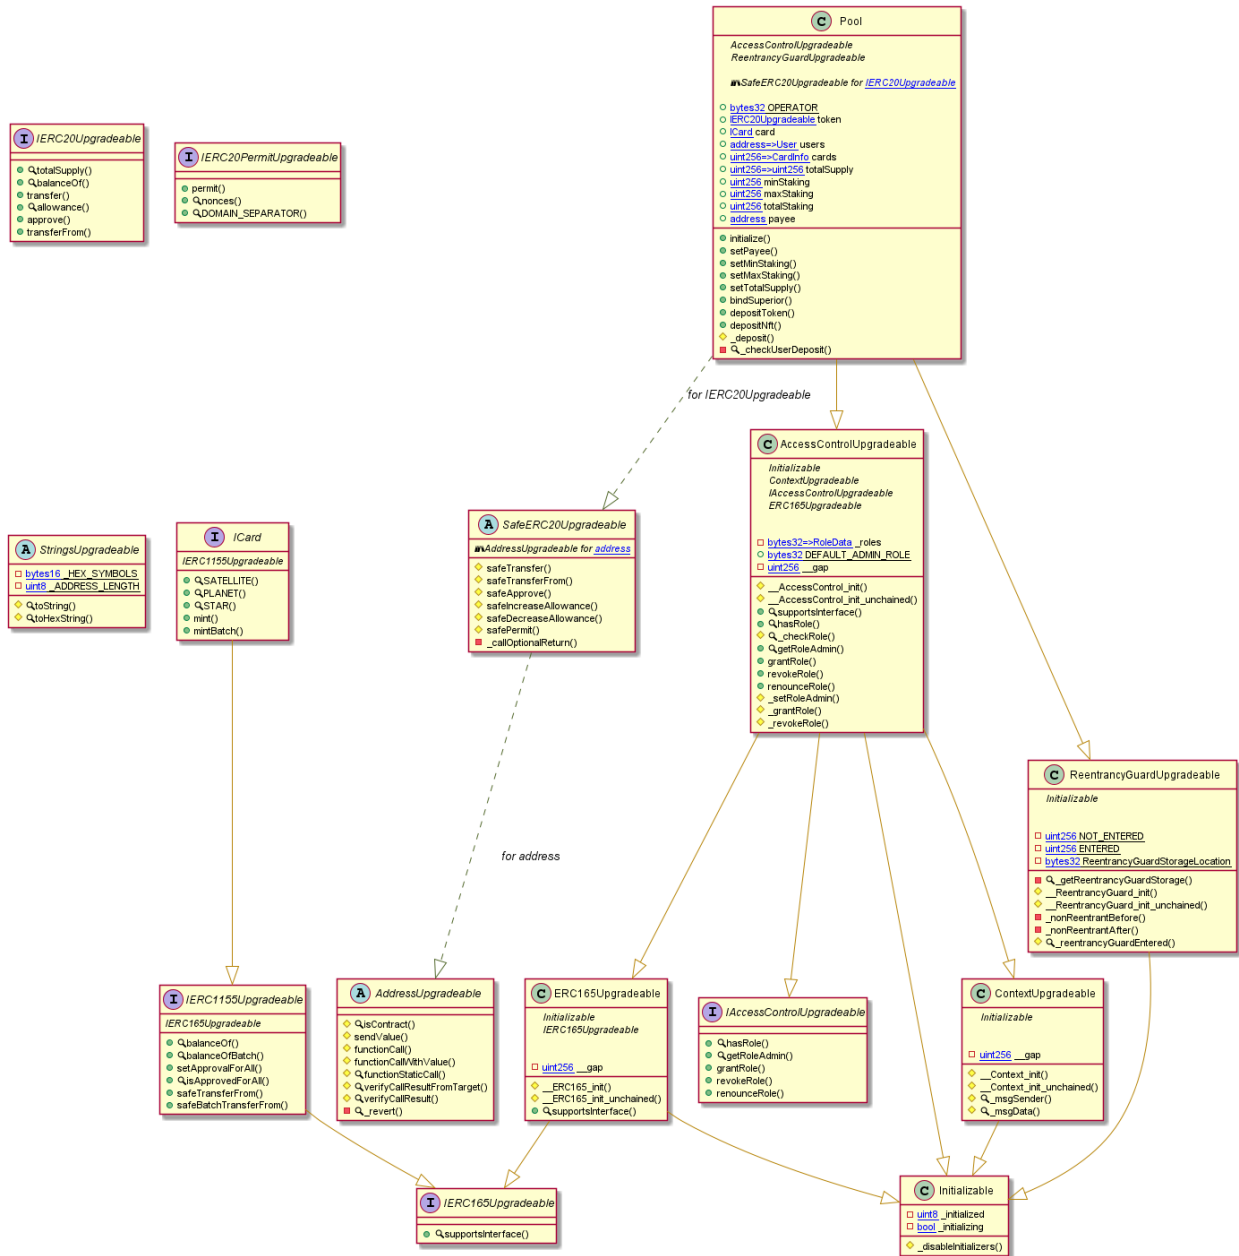 Pool
AccessControlUpgradeable
ReentrancyGuardUpgradeable
SafeERC20Upgradeable for IERC20Upgradeable
bytes32 OPERATOR
IERC20Upgradeable token
ICard card
address=>User users
uint256=>CardInfo cards
uint256=>uint256 totalSupply
uint256 minStaking
uint256 maxStaking
uint256 totalStaking
address payee
initialize()
setPayee()
setMinStaking()
setMaxStaking()
setTotalSupply()
bindSuperior()
depositToken()
depositNft()
_deposit()
_checkUserDeposit()
I IERC20Upgradeable
totalSupply()
balanceOf()
transfer()
allowance()
approve()
transferFrom()
I IERC20PermitUpgradeable
permit()
nonces()
DOMAIN_SEPARATOR()
for IERC20Upgradeable
C AccessControlUpgradeable
Initializable
ContextUpgradeable
IAccessControlUpgradeable
ERC165Upgradeable
bytes32=>RoleData _roles
bytes32 DEFAULT_ADMIN_ROLE
uint256 __gap
__AccessControl_init()
__AccessControl_init_unchained()
supportsInterface()
hasRole()
_checkRole()
getRoleAdmin()
grantRole()
revokeRole()
renounceRole()
_setRoleAdmin()
_grantRole()
_revokeRole()
A StringsUpgradeable
bytes16 _HEX_SYMBOLS
uint8 _ADDRESS_LENGTH
toString()
toHexString()
I ICard
IERC1155Upgradeable
SATELLITE()
PLANET()
STAR()
mint()
mintBatch()
A SafeERC20Upgradeable
AddressUpgradeable for address
safeTransfer()
safeTransferFrom()
safeApprove()
safeIncreaseAllowance()
safeDecreaseAllowance()
safePermit()
_callOptionalReturn()
C ReentrancyGuardUpgradeable
Initializable
uint256 NOT_ENTERED
uint256 ENTERED
bytes32 ReentrancyGuardStorageLocation
_getReentrancyGuardStorage()
__ReentrancyGuard_init()
__ReentrancyGuard_init_unchained()
_nonReentrantBefore()
_nonReentrantAfter()
_reentrancyGuardEntered()
for address
I IERC1155Upgradeable
IERC165Upgradeable
balanceOf()
balanceOfBatch()
setApprovalForAll()
isApprovedForAll()
safeTransferFrom()
safeBatchTransferFrom()
A AddressUpgradeable
isContract()
sendValue()
functionCall()
functionCallWithValue()
functionStaticCall()
verifyCallResultFromTarget()
verifyCallResult()
_revert()
C ERC165Upgradeable
Initializable
IERC165Upgradeable
uint256 __gap
__ERC165_init()
__ERC165_init_unchained()
supportsInterface()
I IAccessControlUpgradeable
hasRole()
getRoleAdmin()
grantRole()
revokeRole()
renounceRole()
C ContextUpgradeable
Initializable
uint256 __gap
__Context_init()
__Context_init_unchained()
_msgSender()
_msgData()
I IERC165Upgradeable
supportsInterface()
C Initializable
uint8 _initialized
bool _initializing
_disableInitializers()